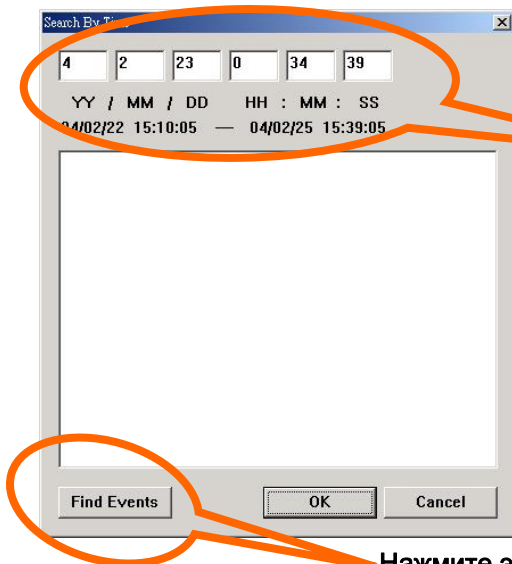 Search By Time
4 2 23 0 34 39
YY / MM / DD HH : MM : SS
04/02/22 15:10:05 — 04/02/25 15:39:05
Find Events OK Cancel
Нажмите